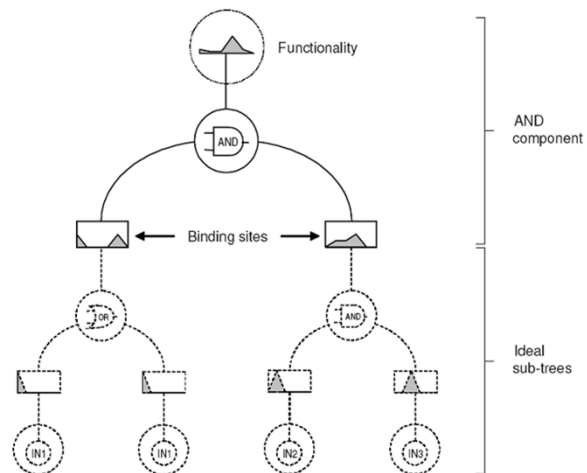 Functionality
AND
AND
component
Binding sites
OR
AND
Ideal
sub-trees
IN1
IN1
IN2
IN3